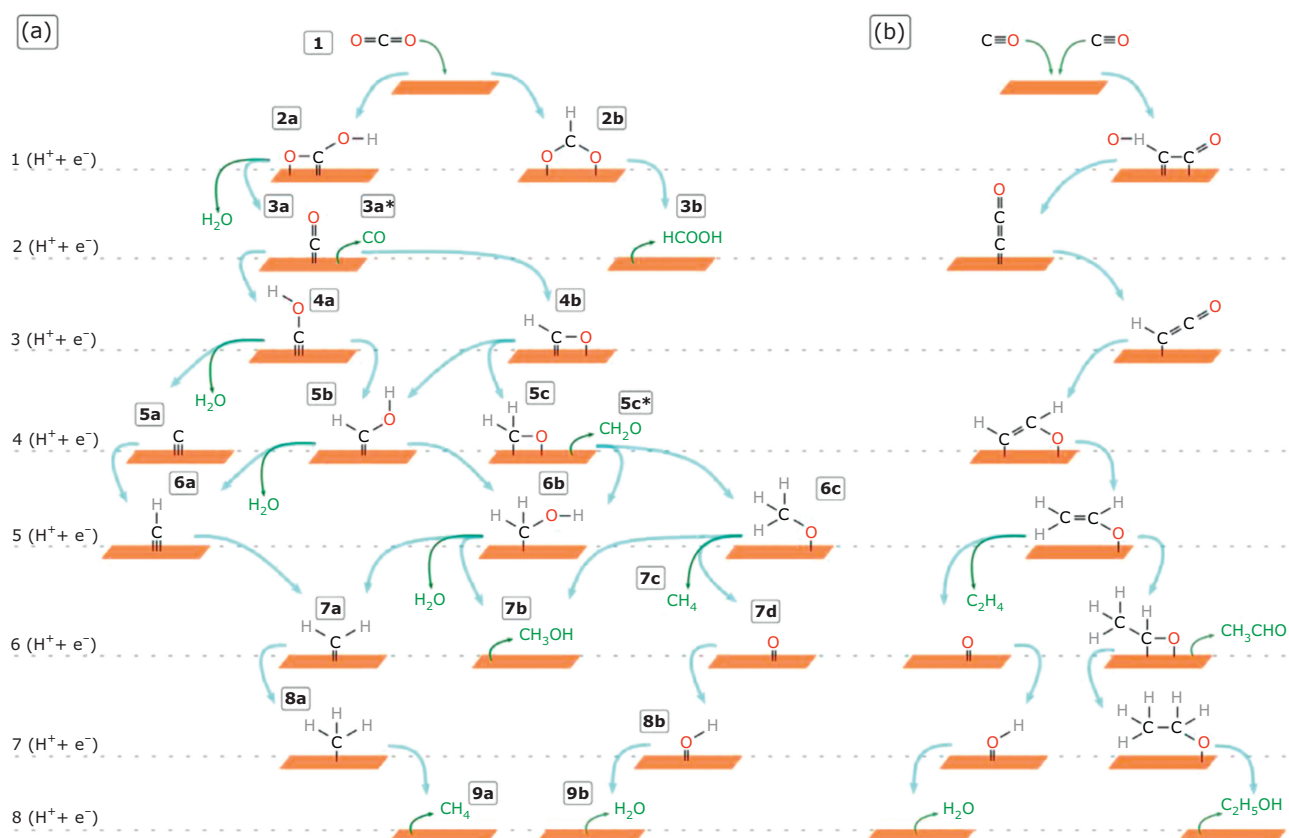 (a)
(b)
1
O=C=O
C≡O
C≡O
2a
2b
H
O
C
O
H
O
C
O
O
H
C
C
O
1 (H⁺ + e⁻)
H₂O
3a
3a*
3b
O
C
CO
HCOOH
O
C
C
2 (H⁺ + e⁻)
4a
4b
H
O
C
H
C
O
H
C
C
O
3 (H⁺ + e⁻)
H₂O
5a
5b
5c
5c*
C
H
C
O
H
H
H
C
O
CH₂O
H
C
C
H
O
4 (H⁺ + e⁻)
6a
H₂O
6b
6c
H
C
H
H
C
O
H
H
H
H
C
O
H
H
C
C
H
O
5 (H⁺ + e⁻)
7a
H₂O
7b
7c
CH₄
7d
C₂H₄
H
H
C
CH₃OH
O
O
H
H
H
C
H
C
O
CH₃CHO
6 (H⁺ + e⁻)
8a
8b
H
H
H
C
O
H
O
H
H
H
H
C
H
C
H
O
7 (H⁺ + e⁻)
CH₄
9a
9b
H₂O
H₂O
C₂H₅OH
8 (H⁺ + e⁻)